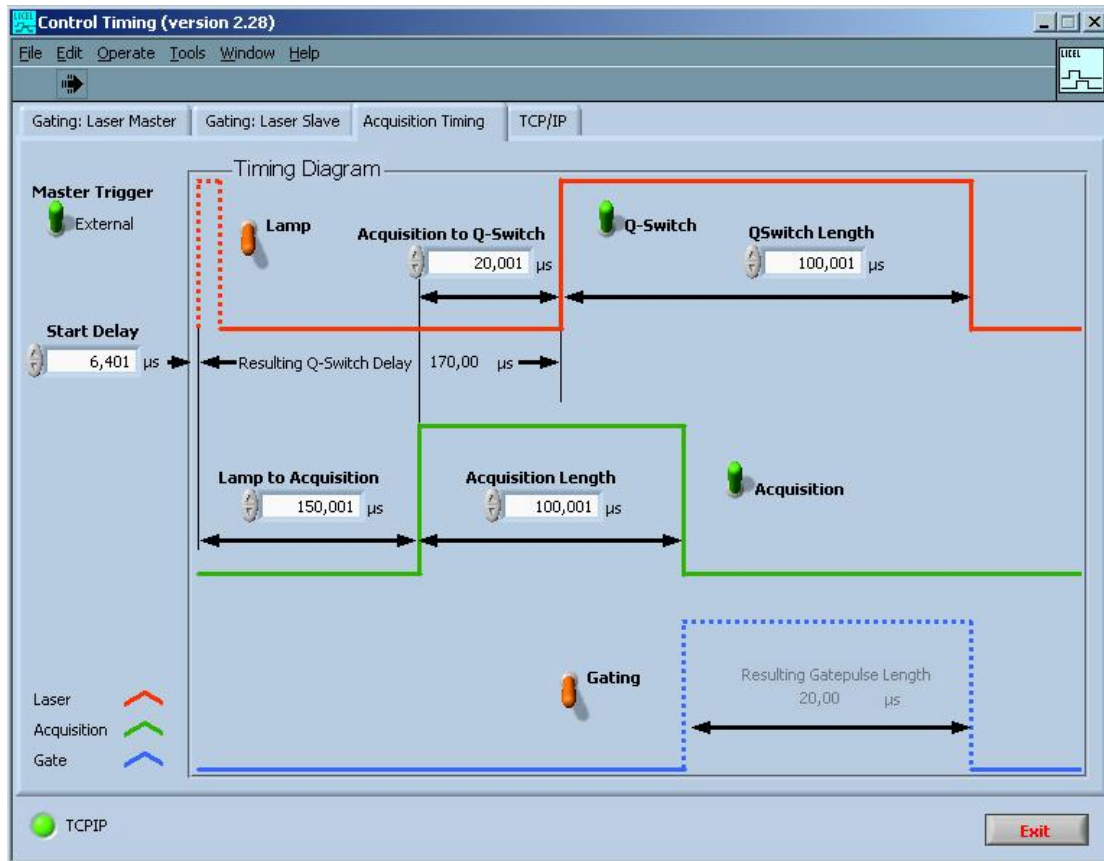 Control Timing (version 2.28)
File Edit Operate Tools Window Help
LICEL
Gating: Laser Master
Gating: Laser Slave
Acquisition Timing
TCP/IP
Timing Diagram
Master Trigger
External
Lamp
Q-Switch
Acquisition to Q-Switch
20,001 µs
QSwitch Length
100,001 µs
Start Delay
6,401 µs
Resulting Q-Switch Delay 170,00 µs
Lamp to Acquisition
150,001 µs
Acquisition Length
100,001 µs
Acquisition
Gating
Resulting Gatepulse Length
20,00 µs
Laser
Acquisition
Gate
TCPIP
Exit